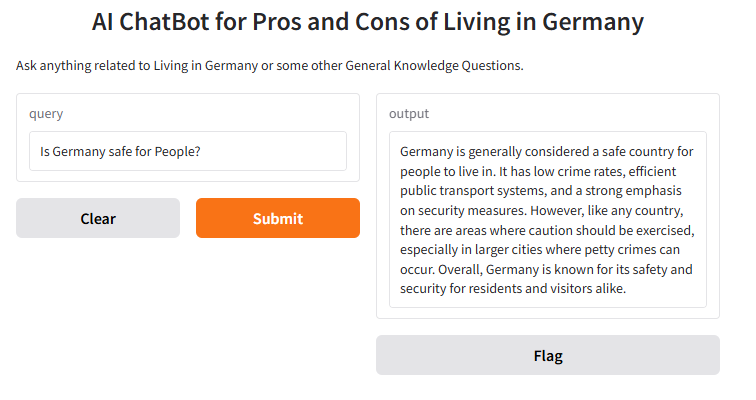 AI ChatBot for Pros and Cons of Living in Germany
Ask anything related to Living in Germany or some other General Knowledge Questions.
query
Is Germany safe for People?
Clear
Submit
output
Germany is generally considered a safe country for
people to live in. It has low crime rates, efficient
public transport systems, and a strong emphasis
on security measures. However, like any country,
there are areas where caution should be exercised,
especially in larger cities where petty crimes can
occur. Overall, Germany is known for its safety and
security for residents and visitors alike.
Flag